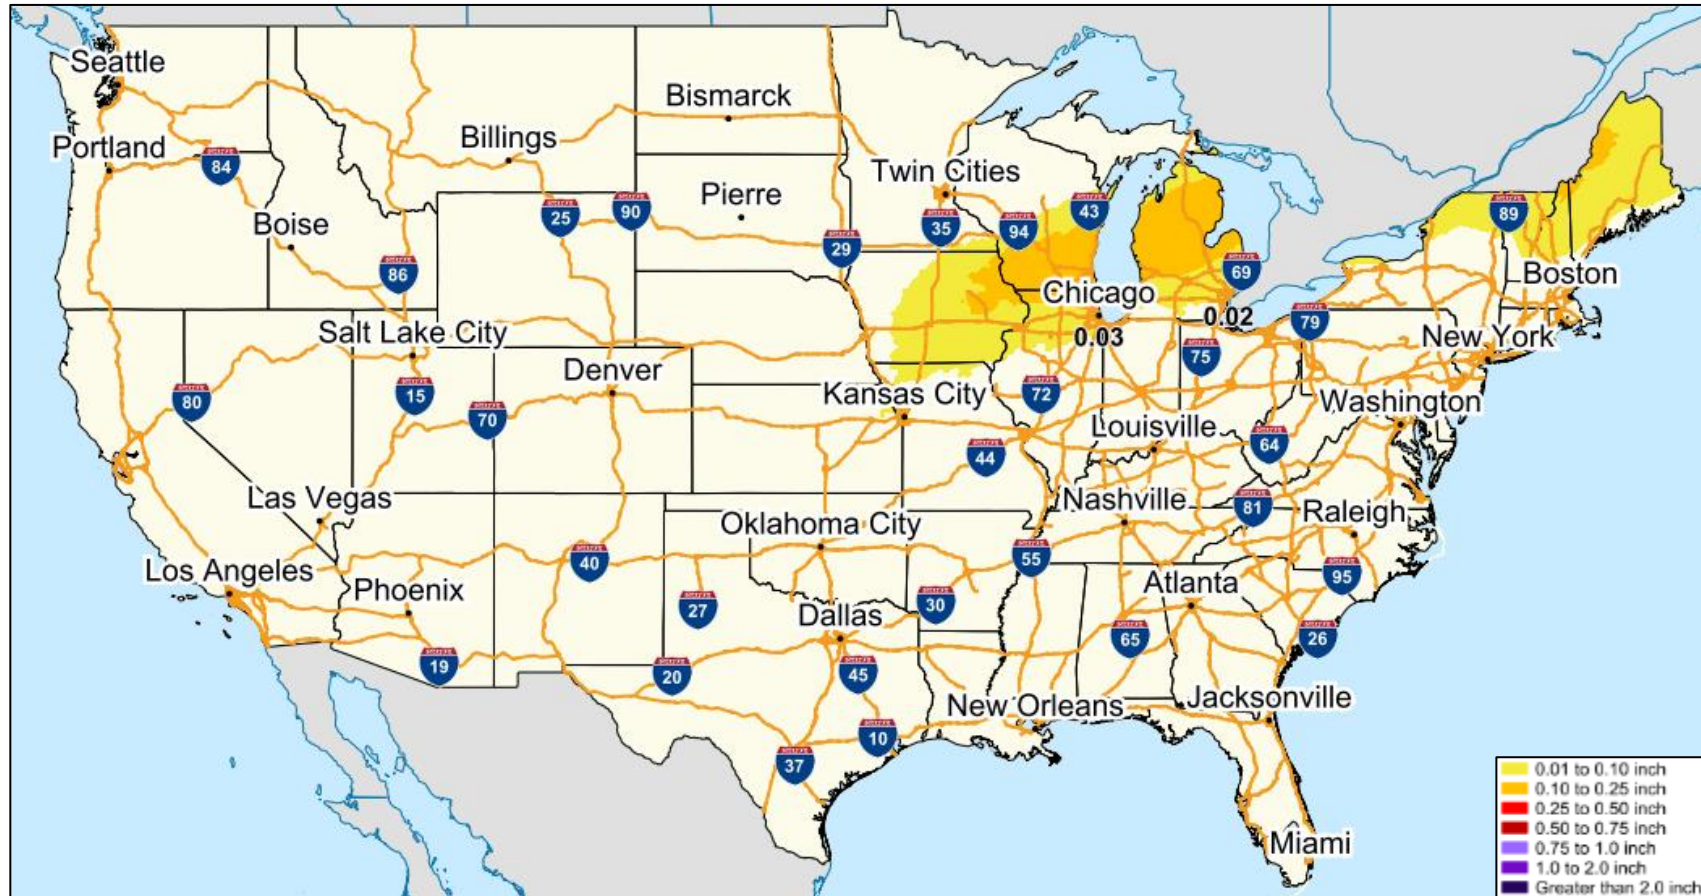 Seattle
Bismarck
Billings
Portland
84
Twin Cities
Pierre
25
90
35
94
43
89
Boise
29
86
69
Boston
Chicago
0.02
0.03
79
New York
Salt Lake City
75
Denver
15
80
70
Kansas City
72
Washington
Louisville
64
44
Las Vegas
Nashville
81
Raleigh
Oklahoma City
40
55
Los Angeles
Phoenix
Atlanta
95
27
30
Dallas
65
26
19
20
45
New Orleans
Jacksonville
10
37
Miami
0.01 to 0.10 inch
0.10 to 0.25 inch
0.25 to 0.50 inch
0.50 to 0.75 inch
0.75 to 1.0 inch
1.0 to 2.0 inch
Greater than 2.0 inch